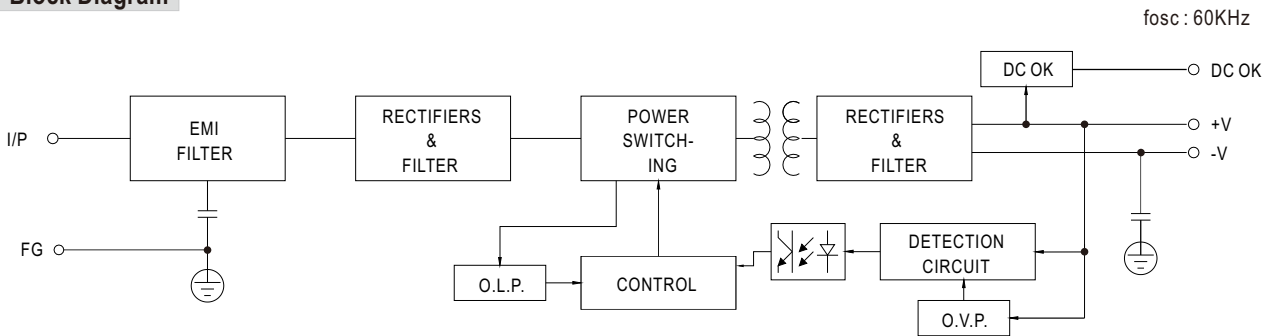 Block Diagram
fosc : 60KHz
DC OK
DC OK
I/P
EMI
FILTER
RECTIFIERS
&
FILTER
POWER
SWITCH-
ING
RECTIFIERS
&
FILTER
+V
-V
FG
O.L.P.
CONTROL
DETECTION
CIRCUIT
O.V.P.